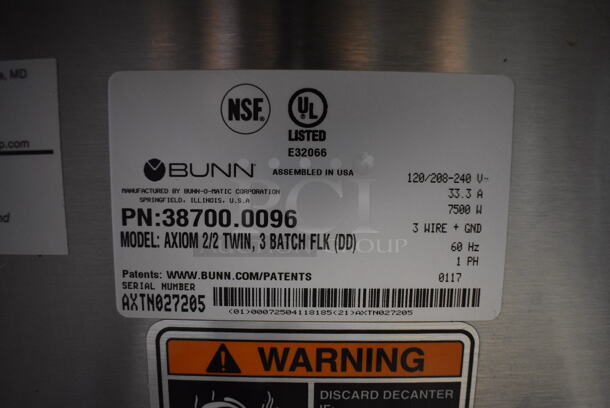 , MD
p.com
nd
NSF.
UL
LISTED
E32066
BUNN ASSEMBLED IN USA
MANUFACTURED BY BUNN-O-MATIC CORPORATION
SPRINGFIELD, ILLINOIS, U.S.A
PN:38700.0096
MODEL: AXIOM 2/2 TWIN, 3 BATCH FLK (DD)
120/208-240 V~
33.3 A
7500 W
3 WIRE + GND
60 Hz
1 PH
0117
Patents: WWW.BUNN.COM/PATENTS
SERIAL NUMBER
AXTN027205
(01)00072504118185(21)AXTN027205
WARNING
DISCARD DECANTER
IF: